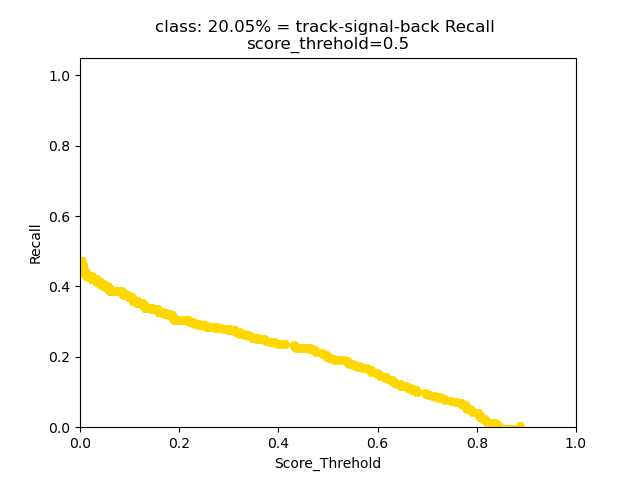 class: 20.05% = track-signal-back Recall
score_threhold=0.5
1.0
0.8
0.6
0.4
0.2
0.0
Recall
0.0 0.2 0.4 0.6 0.8 1.0
Score_Threhold